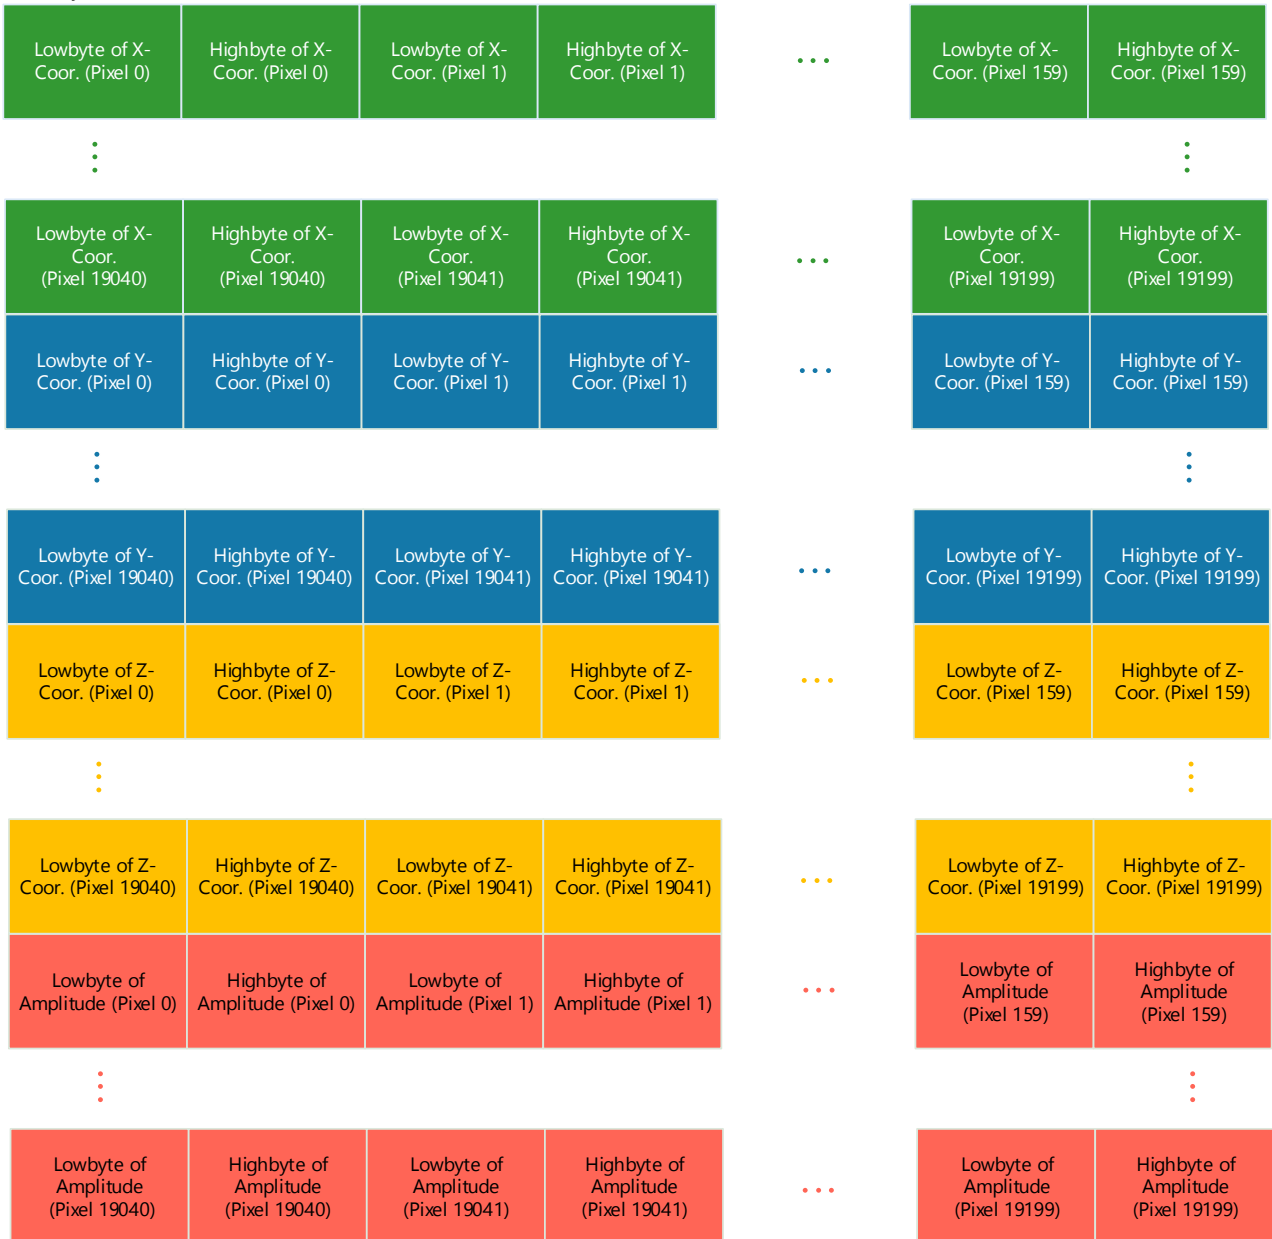 Lowbyte of X-
Coor. (Pixel 0)
Highbyte of X-
Coor. (Pixel 0)
Lowbyte of X-
Coor. (Pixel 1)
Highbyte of X-
Coor. (Pixel 1)
Lowbyte of X-
Coor. (Pixel 159)
Highbyte of X-
Coor. (Pixel 159)
Lowbyte of X-
Coor.
(Pixel 19040)
Highbyte of X-
Coor.
(Pixel 19040)
Lowbyte of X-
Coor.
(Pixel 19041)
Highbyte of X-
Coor.
(Pixel 19041)
Lowbyte of X-
Coor.
(Pixel 19199)
Highbyte of X-
Coor.
(Pixel 19199)
Lowbyte of Y-
Coor. (Pixel 0)
Highbyte of Y-
Coor. (Pixel 0)
Lowbyte of Y-
Coor. (Pixel 1)
Highbyte of Y-
Coor. (Pixel 1)
Lowbyte of Y-
Coor. (Pixel 159)
Highbyte of Y-
Coor. (Pixel 159)
Lowbyte of Y-
Coor. (Pixel 19040)
Highbyte of Y-
Coor. (Pixel 19040)
Lowbyte of Y-
Coor. (Pixel 19041)
Highbyte of Y-
Coor. (Pixel 19041)
Lowbyte of Y-
Coor. (Pixel 19199)
Highbyte of Y-
Coor. (Pixel 19199)
Lowbyte of Z-
Coor. (Pixel 0)
Highbyte of Z-
Coor. (Pixel 0)
Lowbyte of Z-
Coor. (Pixel 1)
Highbyte of Z-
Coor. (Pixel 1)
Lowbyte of Z-
Coor. (Pixel 159)
Highbyte of Z-
Coor. (Pixel 159)
Lowbyte of Z-
Coor. (Pixel 19040)
Highbyte of Z-
Coor. (Pixel 19040)
Lowbyte of Z-
Coor. (Pixel 19041)
Highbyte of Z-
Coor. (Pixel 19041)
Lowbyte of Z-
Coor. (Pixel 19199)
Highbyte of Z-
Coor. (Pixel 19199)
Lowbyte of
Amplitude (Pixel 0)
Highbyte of
Amplitude (Pixel 0)
Lowbyte of
Amplitude (Pixel 1)
Highbyte of
Amplitude (Pixel 1)
Lowbyte of
Amplitude
(Pixel 159)
Highbyte of
Amplitude
(Pixel 159)
Lowbyte of
Amplitude
(Pixel 19040)
Highbyte of
Amplitude
(Pixel 19040)
Lowbyte of
Amplitude
(Pixel 19041)
Highbyte of
Amplitude
(Pixel 19041)
Lowbyte of
Amplitude
(Pixel 19199)
Highbyte of
Amplitude
(Pixel 19199)